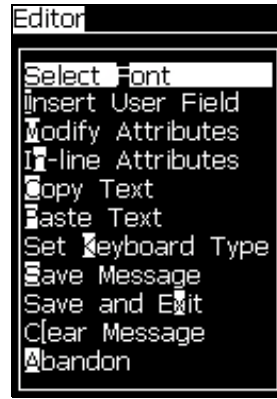 Editor
Select Font
Insert User Field
Modify Attributes
In-line Attributes
Copy Text
Paste Text
Set Keyboard Type
Save Message
Save and Exit
Clear Message
Abandon